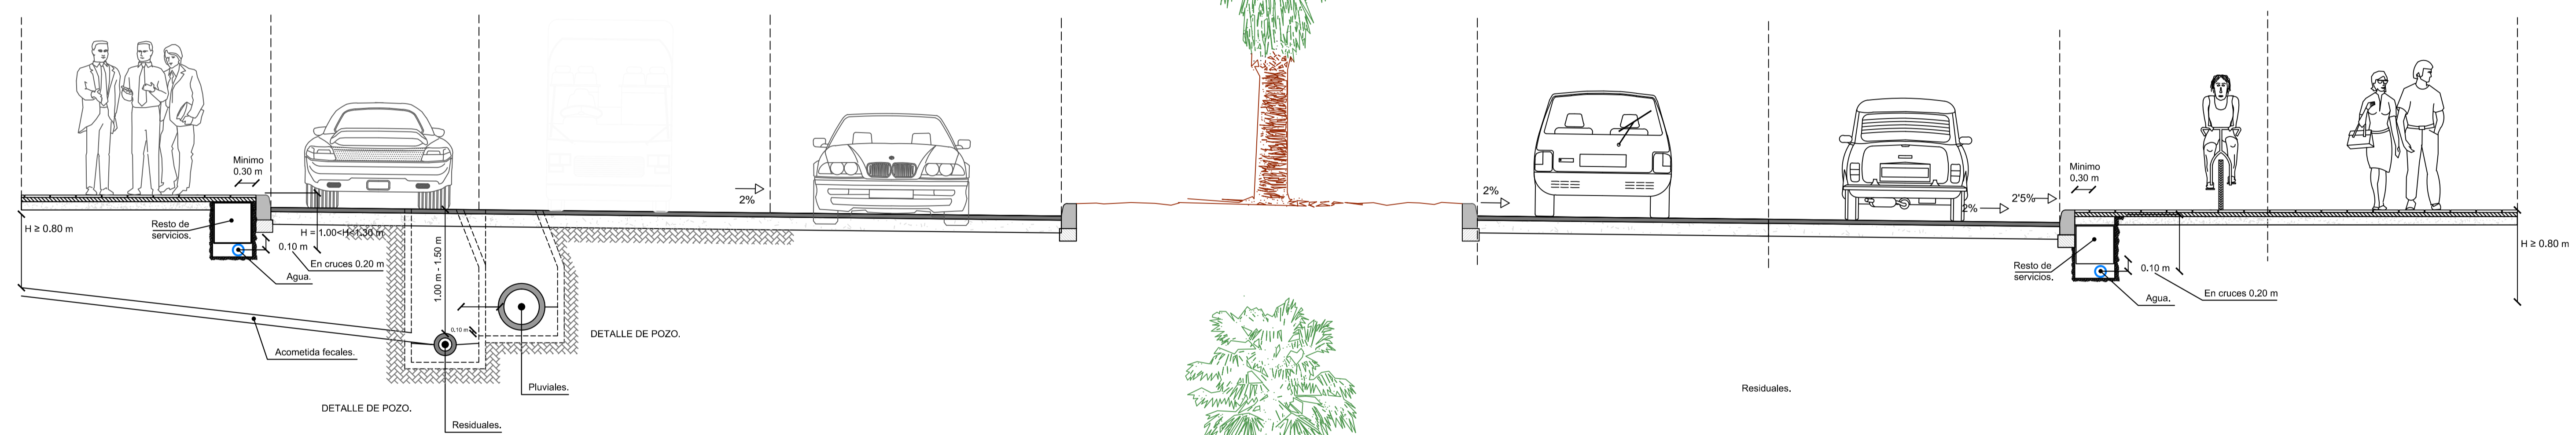 Minimo
0.30 m
Resto de
servicios.
H ≥ 0.80 m
H = 1.00<H<1.30 m
0.10 m
En cruces 0.20 m
Agua.
1.00 m - 1.50 m
0.10 m
Acometida fecales.
DETALLE DE POZO.
DETALLE DE POZO.
Pluviales.
Residuales.
2%
2%
2%
2'5%
Minimo
0.30 m
Resto de
servicios.
0.10 m
En cruces 0.20 m
Agua.
H ≥ 0.80 m
Residuales.